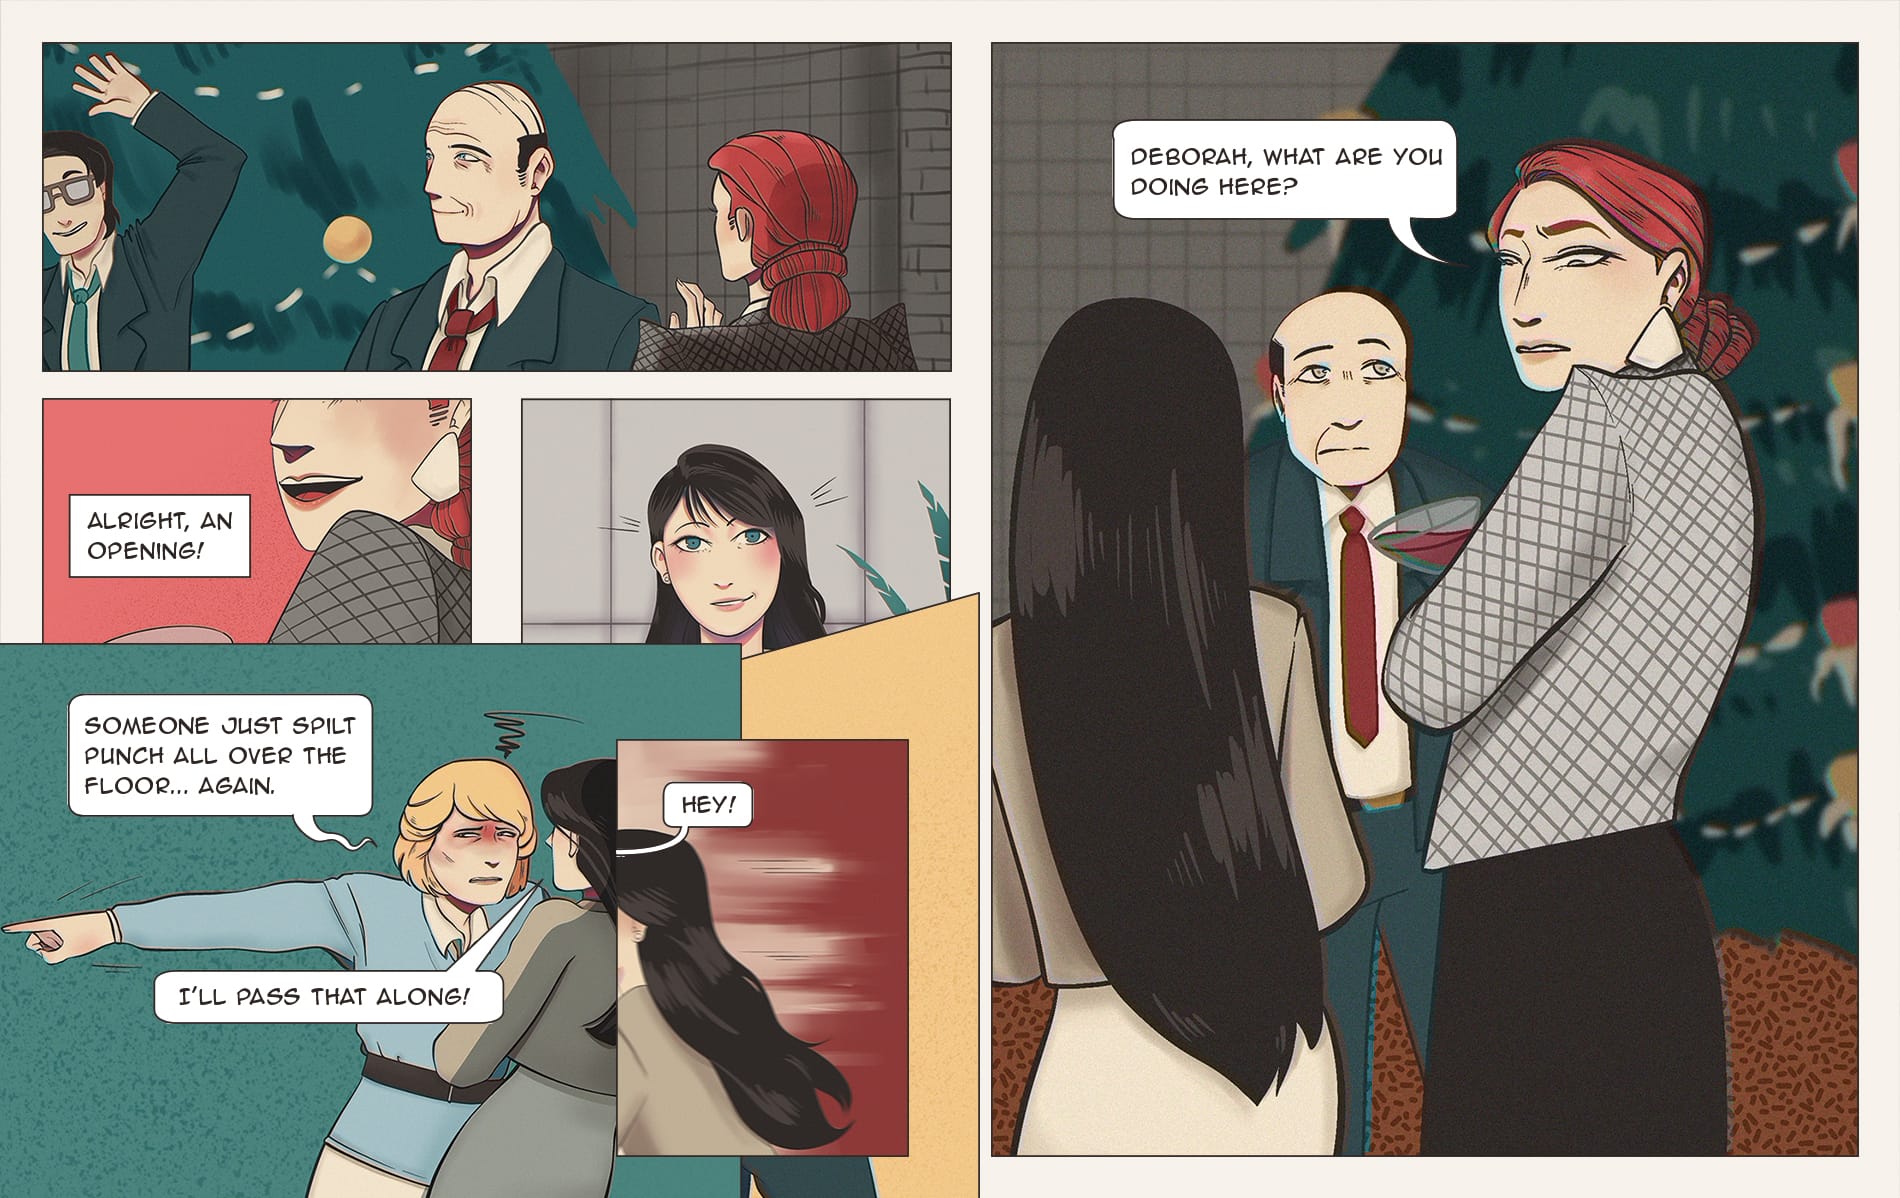 ALRIGHT, AN
OPENING!
SOMEONE JUST SPILT
PUNCH ALL OVER THE
FLOOR... AGAIN.
I'LL PASS THAT ALONG!
HEY!
DEBORAH, WHAT ARE YOU
DOING HERE?